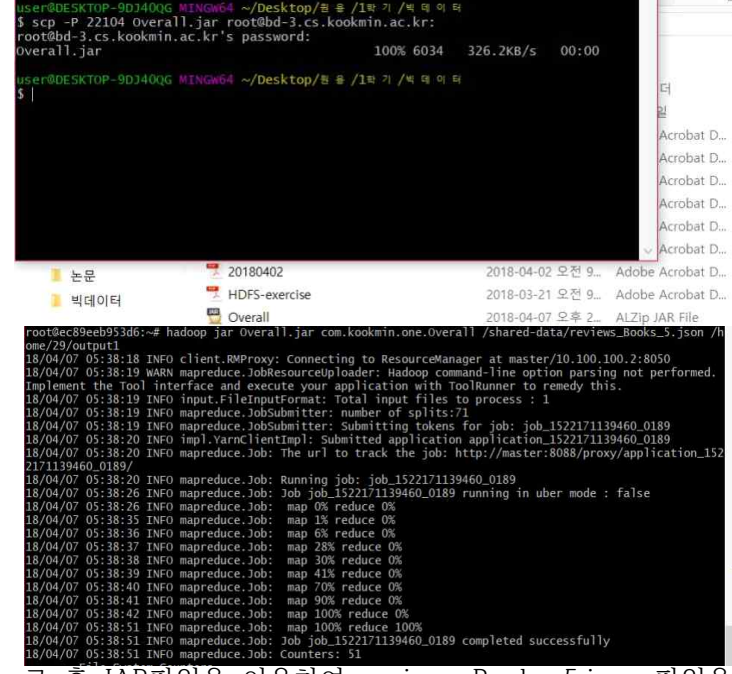 user@DESKTOP-9DJ40QG MINGW64 ~/Desktop/원용/1학기/빅데이터
$ scp -P 22104 Overall.jar root@bd-3.cs.kookmin.ac.kr:
root@bd-3.cs.kookmin.ac.kr's password:
Overall.jar 100% 6034 326.2KB/s 00:00
user@DESKTOP-9DJ40QG MINGW64 ~/Desktop/원용/1학기/빅데이터
$
더
일
Acrobat D...
Acrobat D...
Acrobat D...
Acrobat D...
Acrobat D...
Acrobat D...
논문 20180402 2018-04-02 오전 9... Adobe Acrobat D...
빅데이터 HDFS-exercise 2018-03-21 오전 9... Adobe Acrobat D...
Overall 2018-04-07 오후 2... ALZip JAR File
root@ec89eeb953d6:~# hadoop jar Overall.jar com.kookmin.one.Overall /shared-data/reviews_Books_5.json /h
ome/29/output1
18/04/07 05:38:18 INFO client.RMProxy: Connecting to ResourceManager at master/10.100.100.2:8050
18/04/07 05:38:19 WARN mapreduce.JobResourceUploader: Hadoop command-line option parsing not performed.
Implement the Tool interface and execute your application with ToolRunner to remedy this.
18/04/07 05:38:19 INFO input.FileInputFormat: Total input files to process : 1
18/04/07 05:38:19 INFO mapreduce.JobSubmitter: number of splits:71
18/04/07 05:38:19 INFO mapreduce.JobSubmitter: Submitting tokens for job: job_1522171139460_0189
18/04/07 05:38:20 INFO impl.YarnClientImpl: Submitted application application_1522171139460_0189
18/04/07 05:38:20 INFO mapreduce.Job: The url to track the job: http://master:8088/proxy/application_152
2171139460_0189/
18/04/07 05:38:20 INFO mapreduce.Job: Running job: job_1522171139460_0189
18/04/07 05:38:26 INFO mapreduce.Job: Job job_1522171139460_0189 running in uber mode : false
18/04/07 05:38:26 INFO mapreduce.Job: map 0% reduce 0%
18/04/07 05:38:35 INFO mapreduce.Job: map 1% reduce 0%
18/04/07 05:38:36 INFO mapreduce.Job: map 6% reduce 0%
18/04/07 05:38:37 INFO mapreduce.Job: map 28% reduce 0%
18/04/07 05:38:38 INFO mapreduce.Job: map 30% reduce 0%
18/04/07 05:38:39 INFO mapreduce.Job: map 41% reduce 0%
18/04/07 05:38:40 INFO mapreduce.Job: map 70% reduce 0%
18/04/07 05:38:41 INFO mapreduce.Job: map 90% reduce 0%
18/04/07 05:38:42 INFO mapreduce.Job: map 100% reduce 0%
18/04/07 05:38:51 INFO mapreduce.Job: map 100% reduce 100%
18/04/07 05:38:51 INFO mapreduce.Job: Job job_1522171139460_0189 completed successfully
18/04/07 05:38:51 INFO mapreduce.Job: Counters: 51